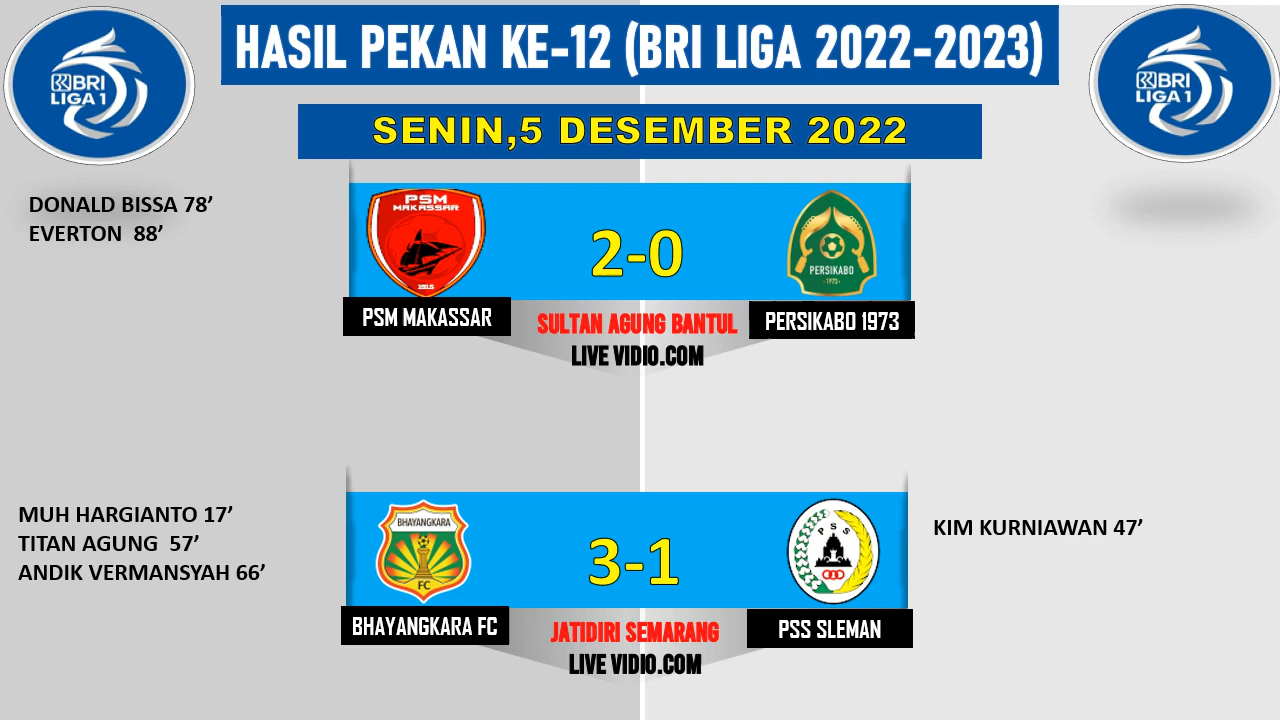 BRI
LIGA 1
HASIL PEKAN KE-12 (BRI LIGA 2022-2023)
BRI
LIGA 1
SENIN,5 DESEMBER 2022
DONALD BISSA 78’
EVERTON 88’
PSM
MAKASSAR
1915
2-0
PERSIKABO
-1973-
PSM MAKASSAR
SULTAN AGUNG BANTUL
PERSIKABO 1973
LIVE VIDIO.COM
MUH HARGIANTO 17’
TITAN AGUNG 57’
ANDIK VERMANSYAH 66’
BHAYANGKARA
FC
3-1
PSS
KIM KURNIAWAN 47’
BHAYANGKARA FC
JATIDIRI SEMARANG
PSS SLEMAN
LIVE VIDIO.COM